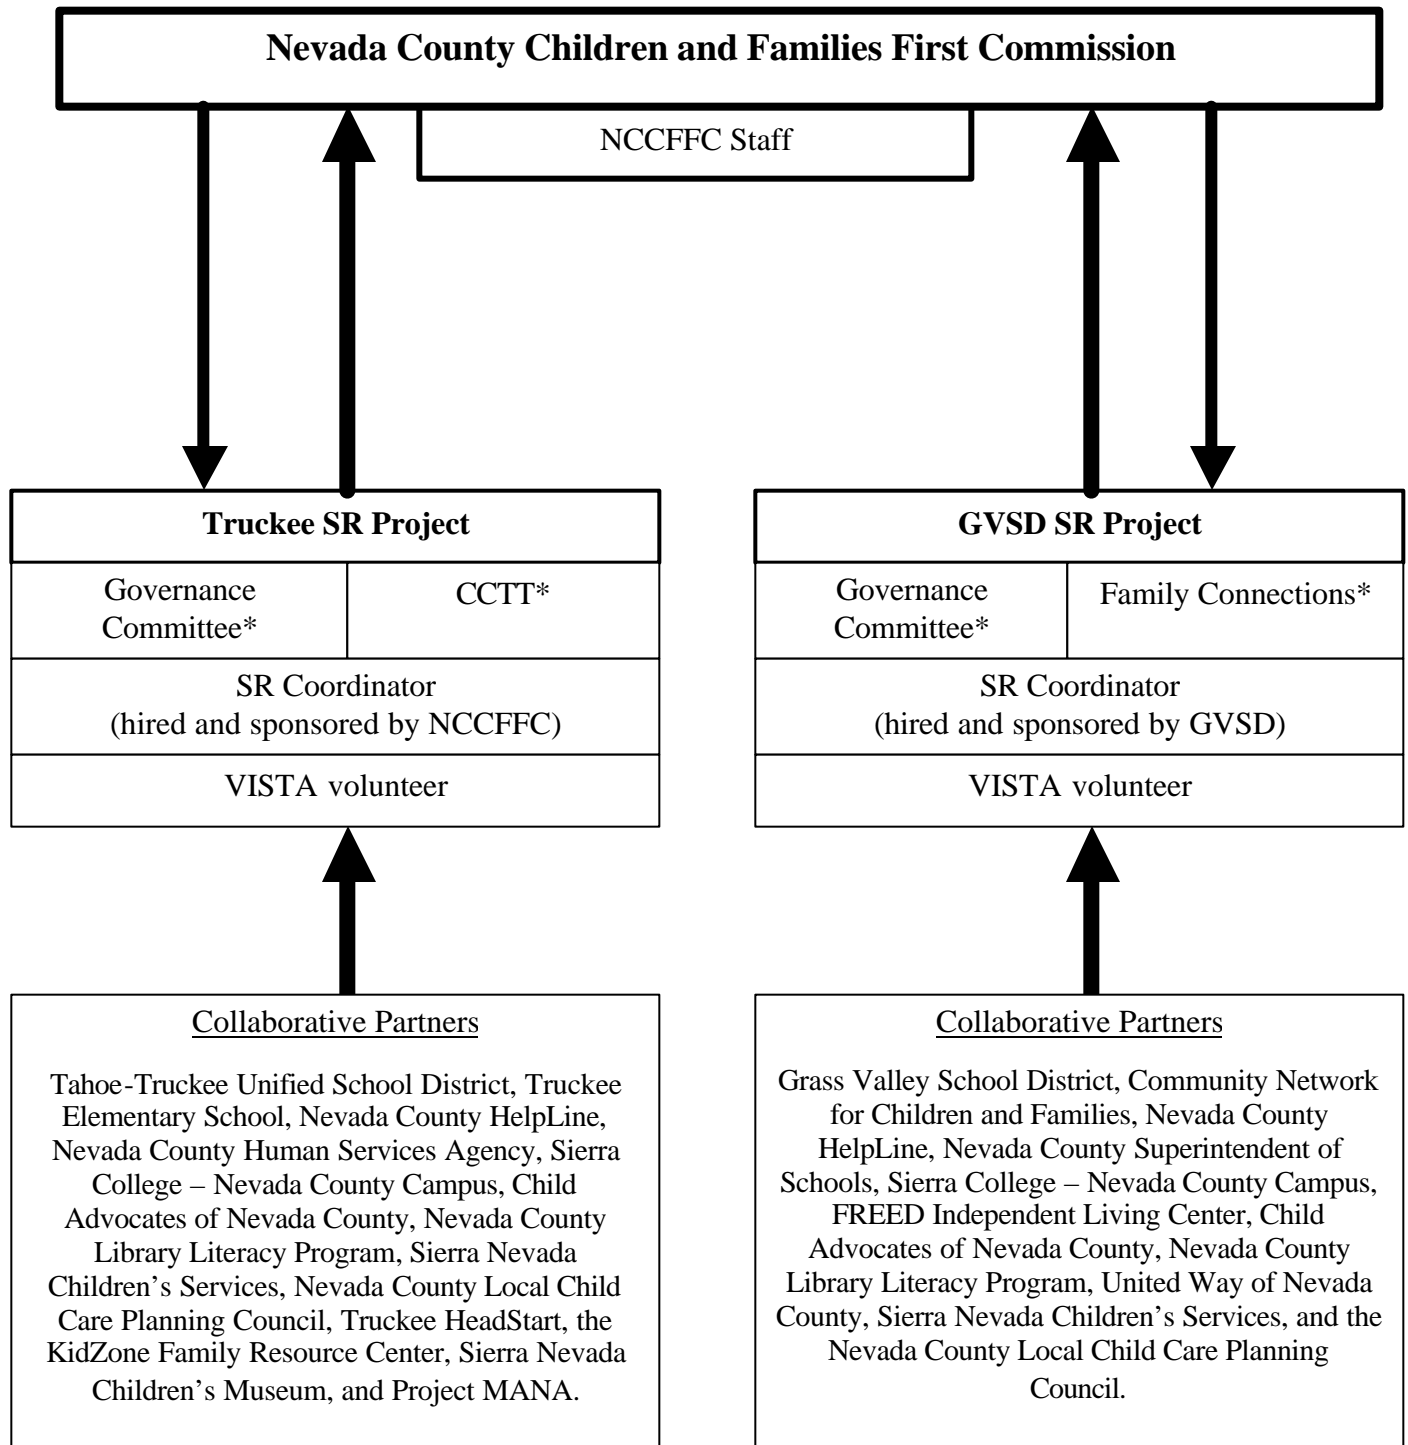 Nevada County Children and Families First Commission
NCCFFC Staff
Truckee SR Project
Governance
Committee*
CCTT*
SR Coordinator
(hired and sponsored by NCCFFC)
VISTA volunteer
GVSD SR Project
Governance
Committee*
Family Connections*
SR Coordinator
(hired and sponsored by GVSD)
VISTA volunteer
Collaborative Partners
Tahoe-Truckee Unified School District, Truckee
Elementary School, Nevada County HelpLine,
Nevada County Human Services Agency, Sierra
College – Nevada County Campus, Child
Advocates of Nevada County, Nevada County
Library Literacy Program, Sierra Nevada
Children’s Services, Nevada County Local Child
Care Planning Council, Truckee HeadStart, the
KidZone Family Resource Center, Sierra Nevada
Children’s Museum, and Project MANA.
Collaborative Partners
Grass Valley School District, Community Network
for Children and Families, Nevada County
HelpLine, Nevada County Superintendent of
Schools, Sierra College – Nevada County Campus,
FREED Independent Living Center, Child
Advocates of Nevada County, Nevada County
Library Literacy Program, United Way of Nevada
County, Sierra Nevada Children’s Services, and the
Nevada County Local Child Care Planning
Council.